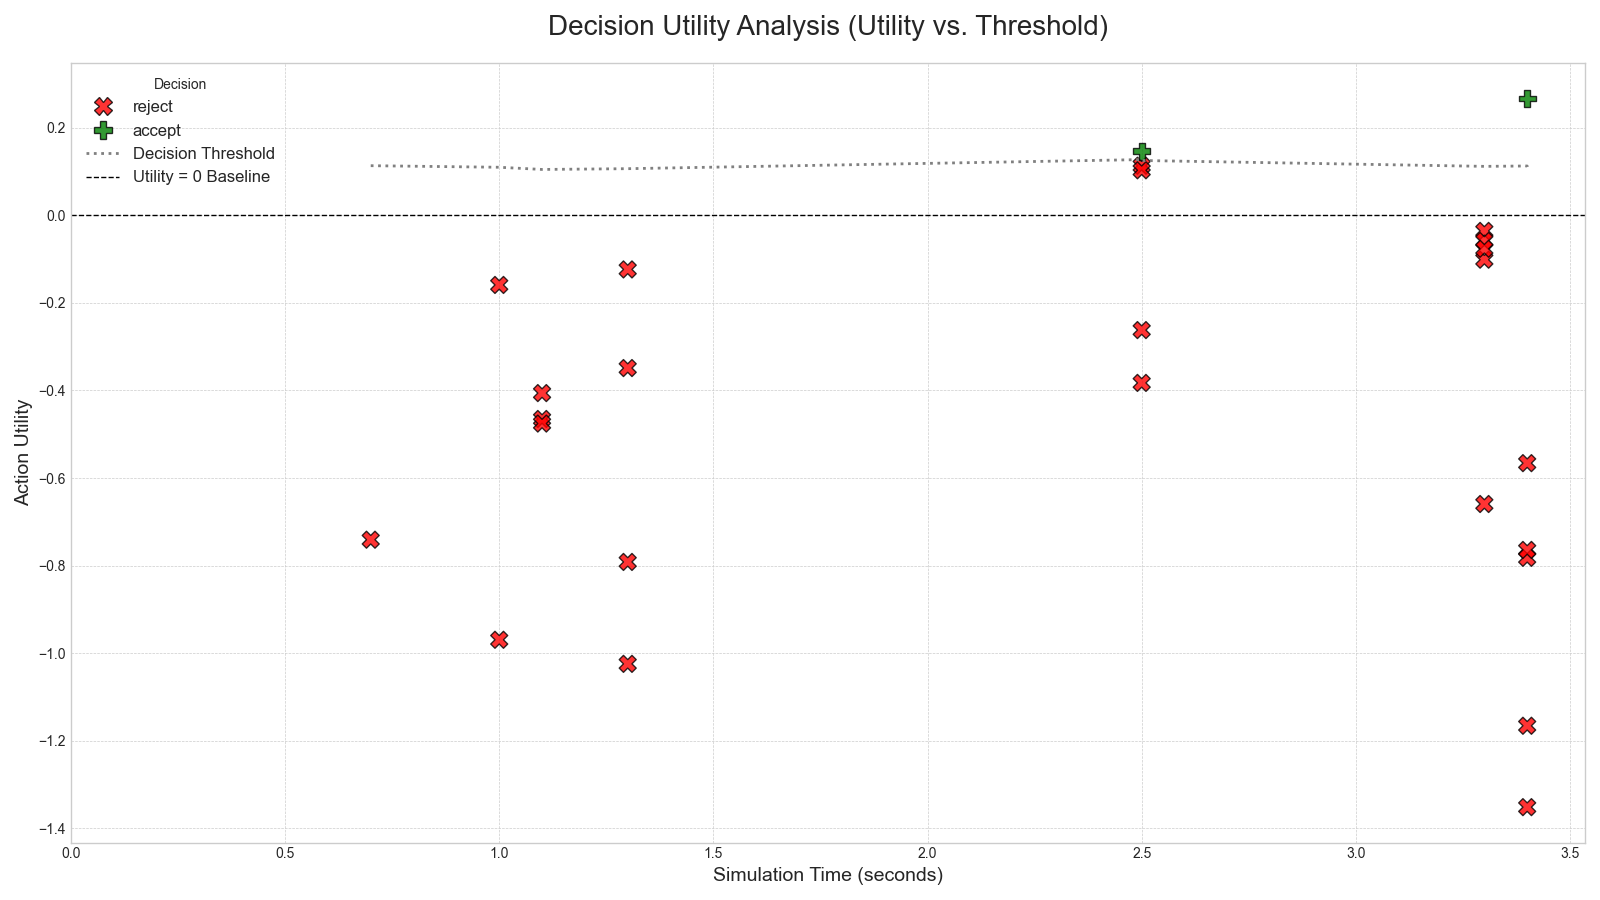 Decision Utility Analysis (Utility vs. Threshold)
Decision
reject
accept
Decision Threshold
Utility = 0 Baseline
Action Utility
0.2
0.0
−0.2
−0.4
−0.6
−0.8
−1.0
−1.2
−1.4
0.0 0.5 1.0 1.5 2.0 2.5 3.0 3.5
Simulation Time (seconds)